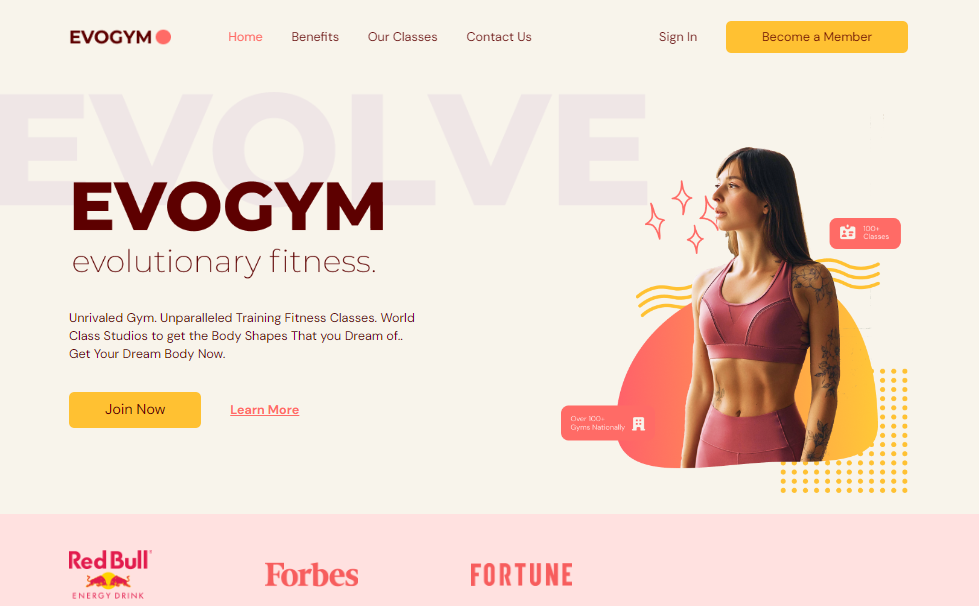 EVOGYM
Home
Benefits
Our Classes
Contact Us
Sign In
Become a Member
EVOLVE
EVOGYM
evolutionary fitness.
100+
Classes
Unrivaled Gym. Unparalleled Training Fitness Classes. World
Class Studios to get the Body Shapes That you Dream of..
Get Your Dream Body Now.
Join Now
Learn More
Over 100+
Gyms Nationally
Red Bull
ENERGY DRINK
Forbes
FORTUNE